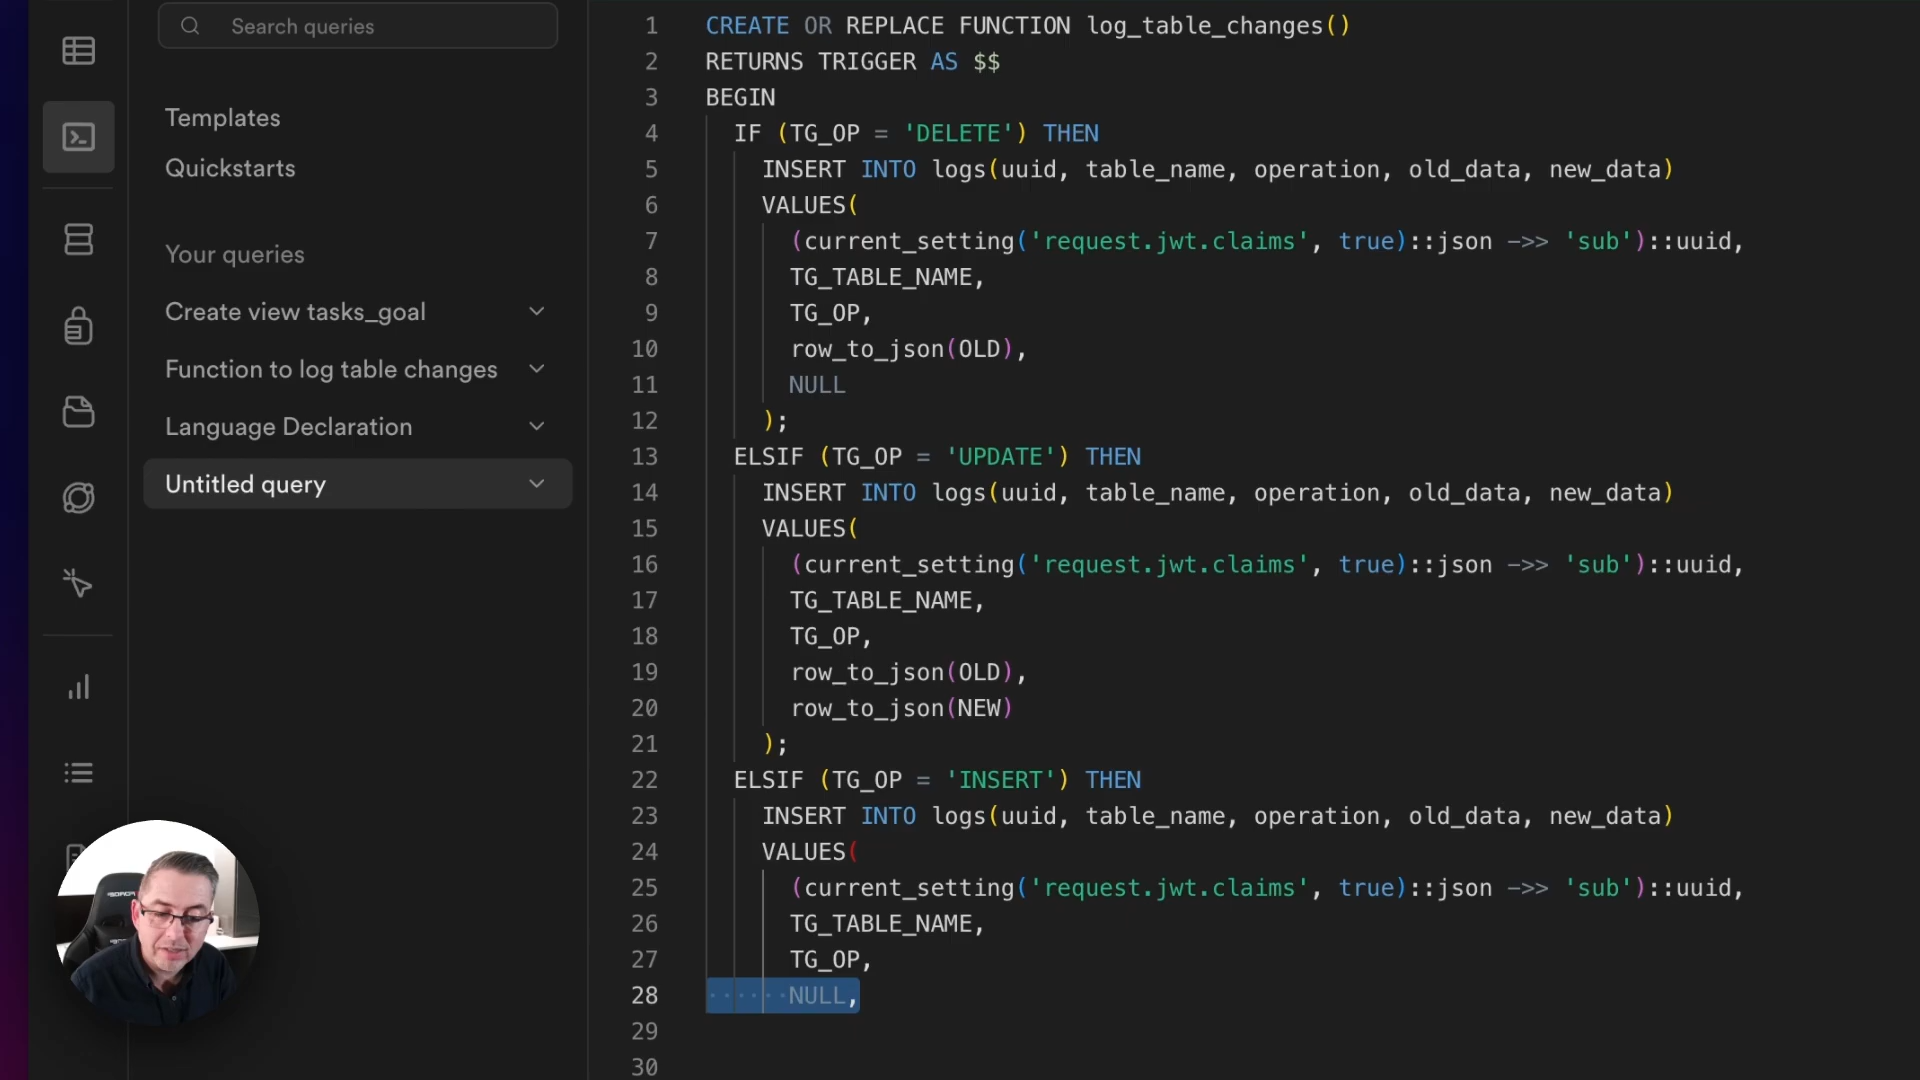 Search queries
Templates
Quickstarts
Your queries
Create view tasks_goal
Function to log table changes
Language Declaration
Untitled query
1 CREATE OR REPLACE FUNCTION log_table_changes()
2 RETURNS TRIGGER AS $$
3 BEGIN
4 IF (TG_OP = 'DELETE') THEN
5 INSERT INTO logs(uuid, table_name, operation, old_data, new_data)
6 VALUES(
7 (current_setting('request.jwt.claims', true)::json ->> 'sub')::uuid,
8 TG_TABLE_NAME,
9 TG_OP,
10 row_to_json(OLD),
11 NULL
12 );
13 ELSIF (TG_OP = 'UPDATE') THEN
14 INSERT INTO logs(uuid, table_name, operation, old_data, new_data)
15 VALUES(
16 (current_setting('request.jwt.claims', true)::json ->> 'sub')::uuid,
17 TG_TABLE_NAME,
18 TG_OP,
19 row_to_json(OLD),
20 row_to_json(NEW)
21 );
22 ELSIF (TG_OP = 'INSERT') THEN
23 INSERT INTO logs(uuid, table_name, operation, old_data, new_data)
24 VALUES(
25 (current_setting('request.jwt.claims', true)::json ->> 'sub')::uuid,
26 TG_TABLE_NAME,
27 TG_OP,
28 NULL,
29
30